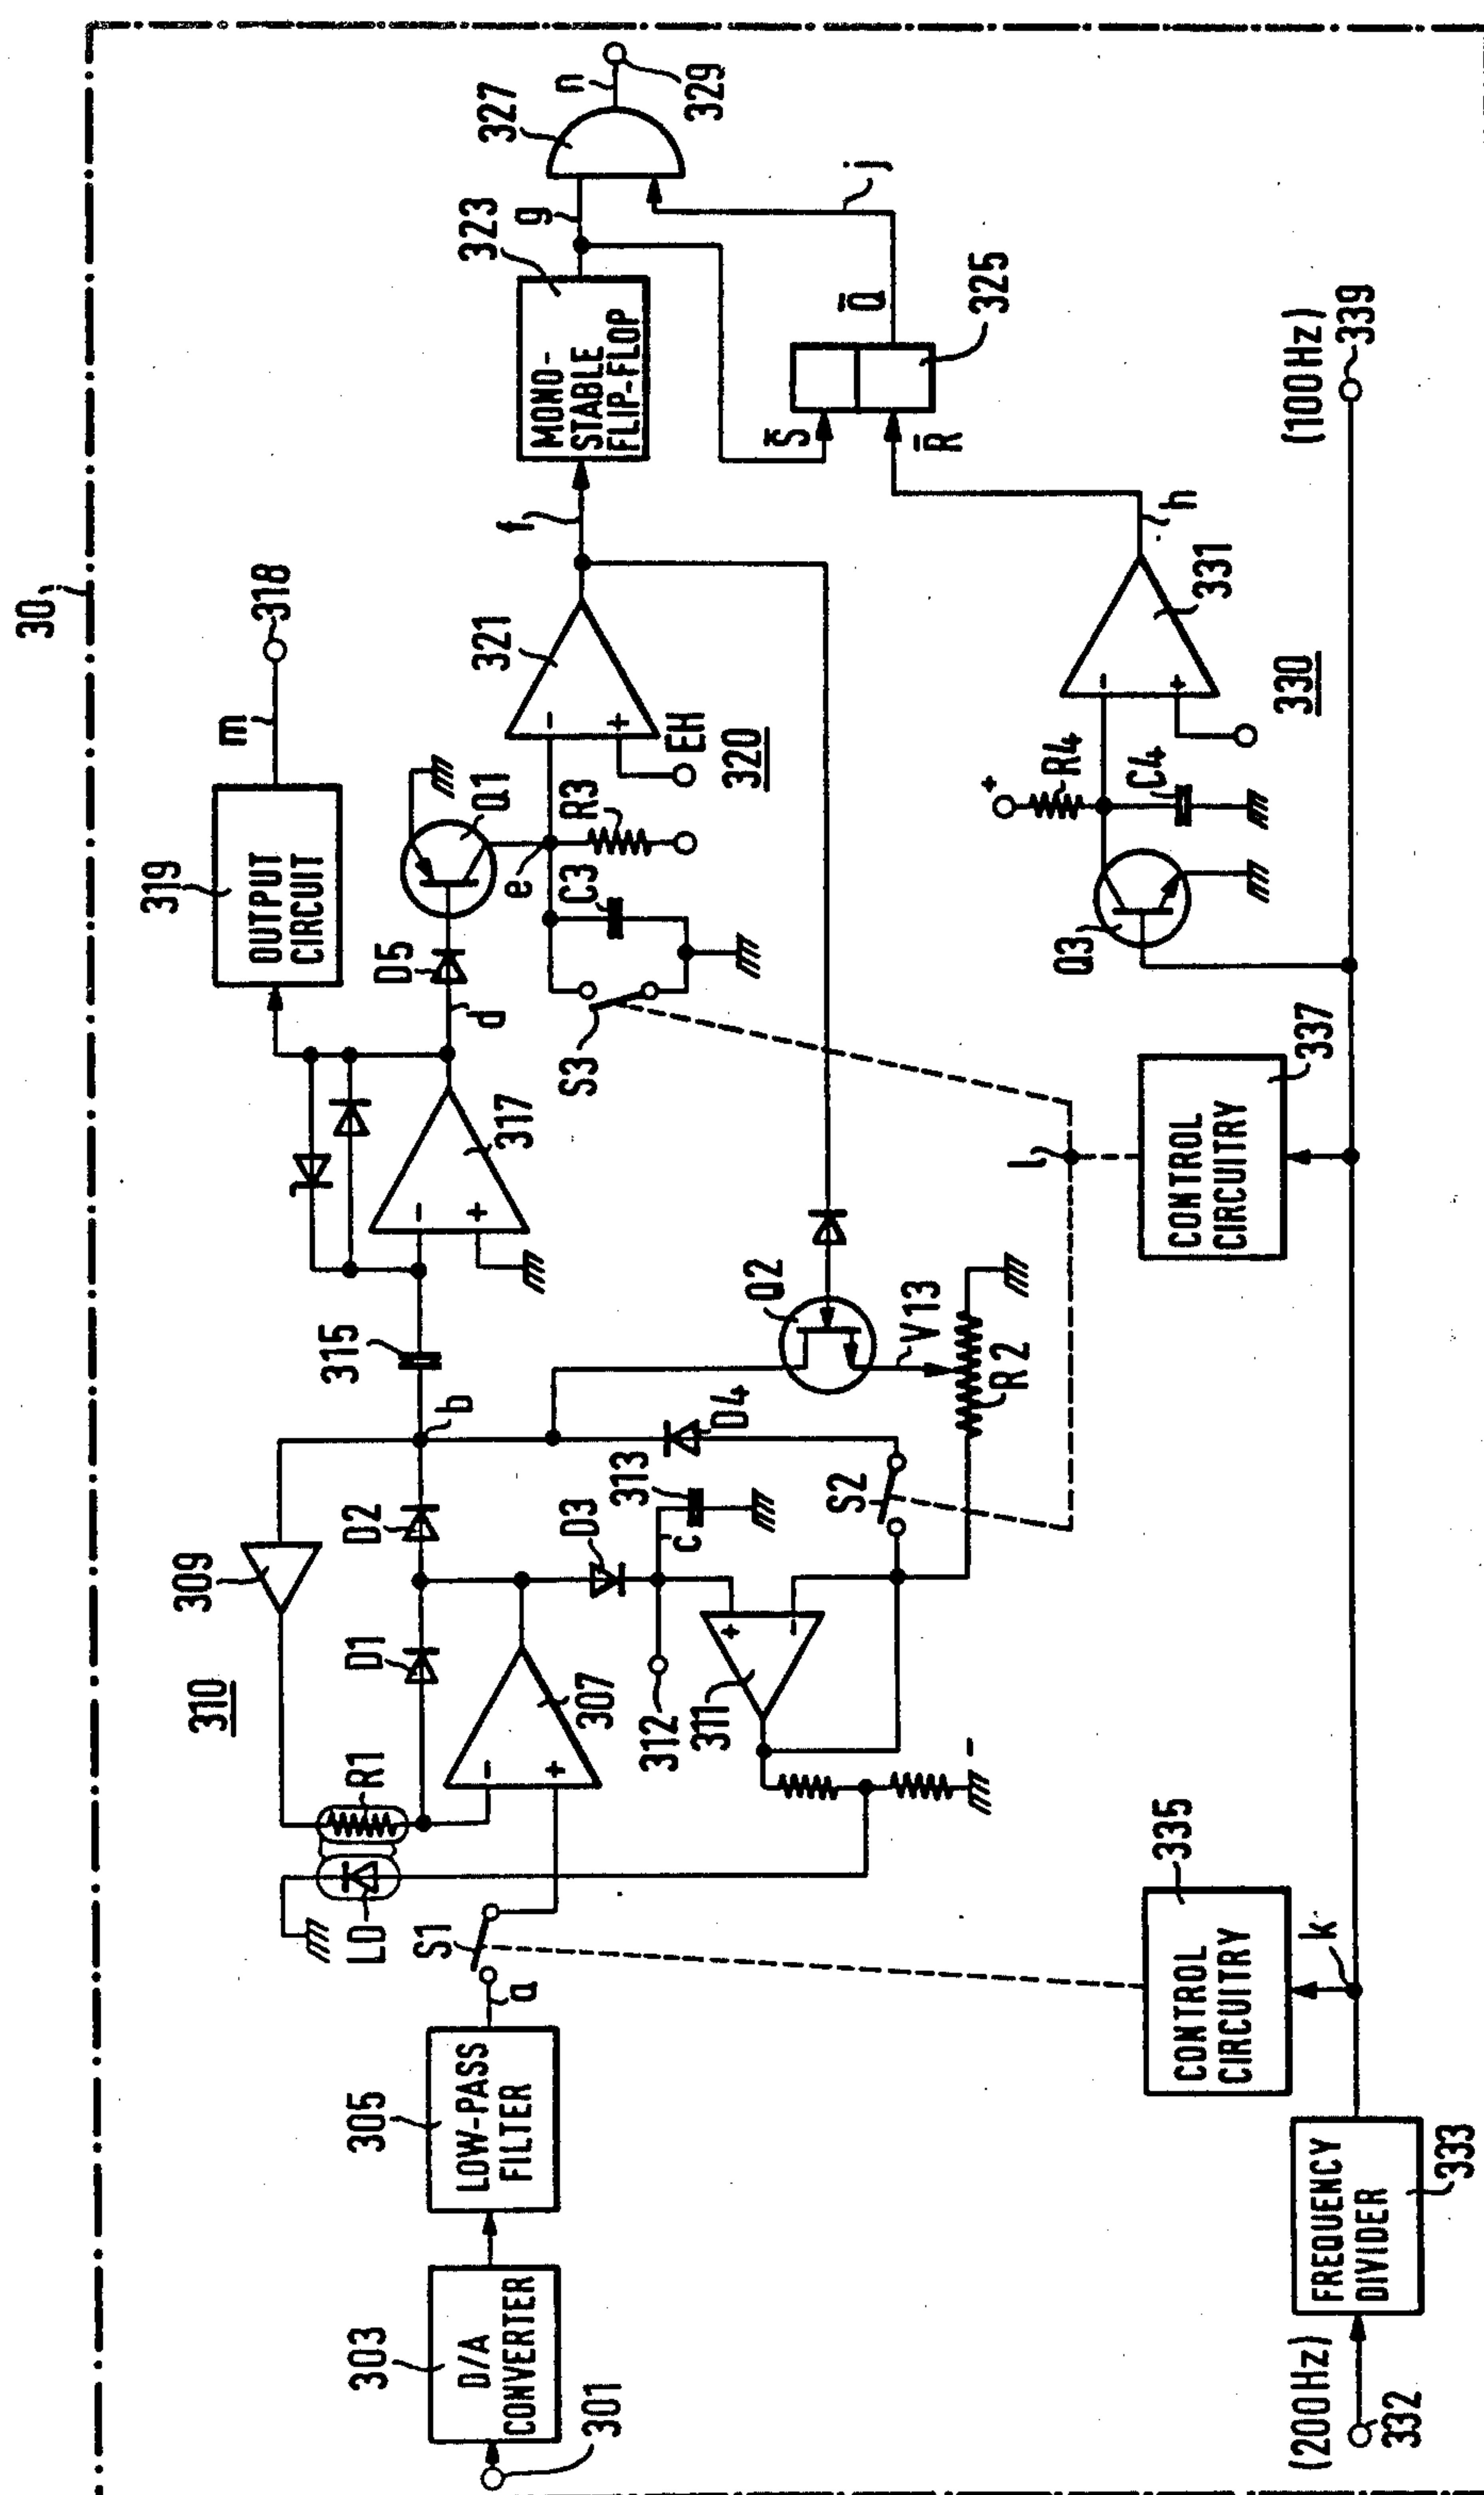 30
310
309
319
OUTPUT
CIRCUIT
m
318
LD
R1
D1
D2
b
315
317
d
D5
Q1
e
321
f
323
MONO-
STABLE
FLIP-FLOP
g
327
n
329
301
303
D/A
CONVERTER
305
LOW-PASS
FILTER
a
S1
-
+
307
D3
c
313
D4
-
+
S3
C3
R3
-
+
EH
320
312
311
+
-
S2
Q2
V13
R2
S̄
R̄
Q̄
325
j
-
l
Q3
+
R4
C4
-
+
331
330
h
335
CONTROL
CIRCUITRY
337
CONTROL
CIRCUITRY
k
(200Hz)
332
FREQUENCY
DIVIDER
333
(100Hz)
339